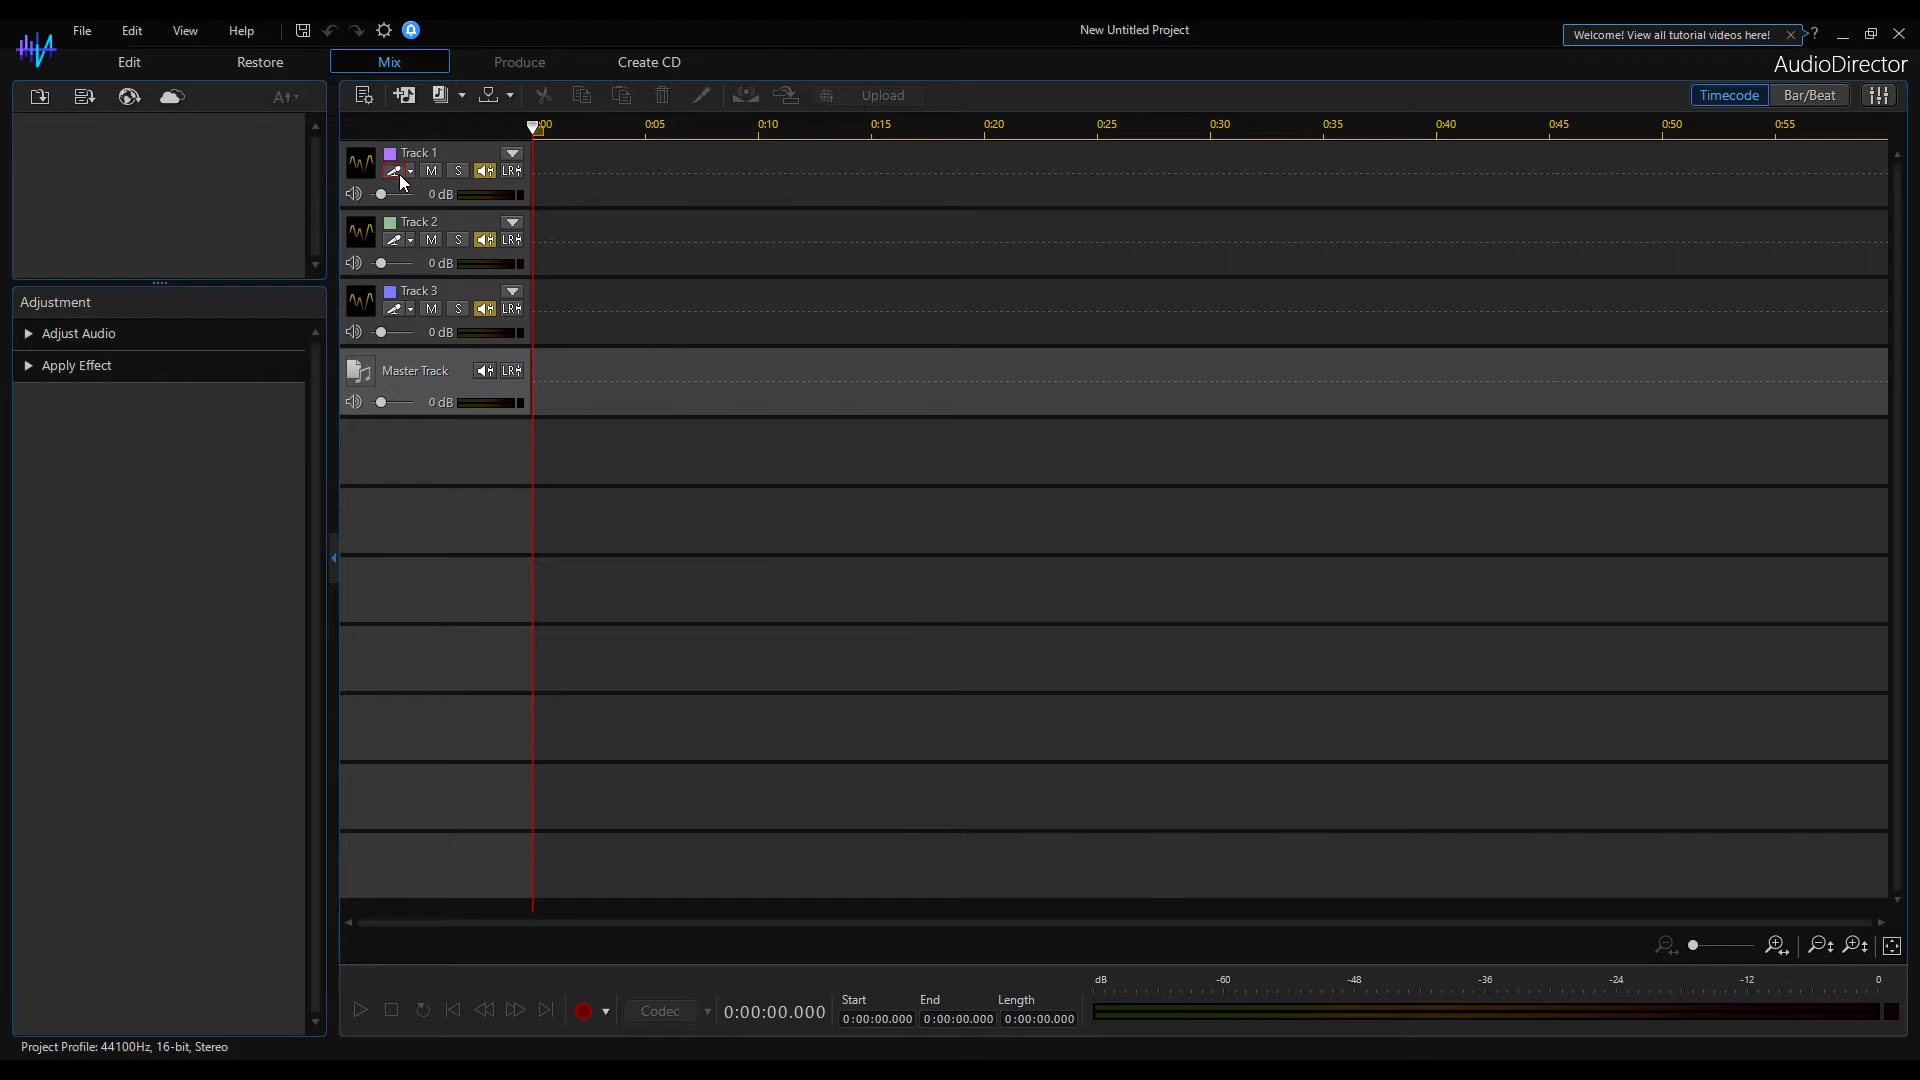 File Edit View Help
New Untitled Project
Welcome! View all tutorial videos here!
?
Edit Restore Mix Produce Create CD
AudioDirector
Upload
Timecode Bar/Beat
:00 0:05 0:10 0:15 0:20 0:25 0:30 0:35 0:40 0:45 0:50 0:55
Track 1
M S LR
0 dB
Track 2
M S LR
0 dB
Track 3
M S LR
0 dB
Master Track LR
0 dB
Adjustment
Adjust Audio
Apply Effect
dB -60 -48 -36 -24 -12 0
Codec
0:00:00.000
Start End Length
0:00:00.000 0:00:00.000 0:00:00.000
Project Profile: 44100Hz, 16-bit, Stereo